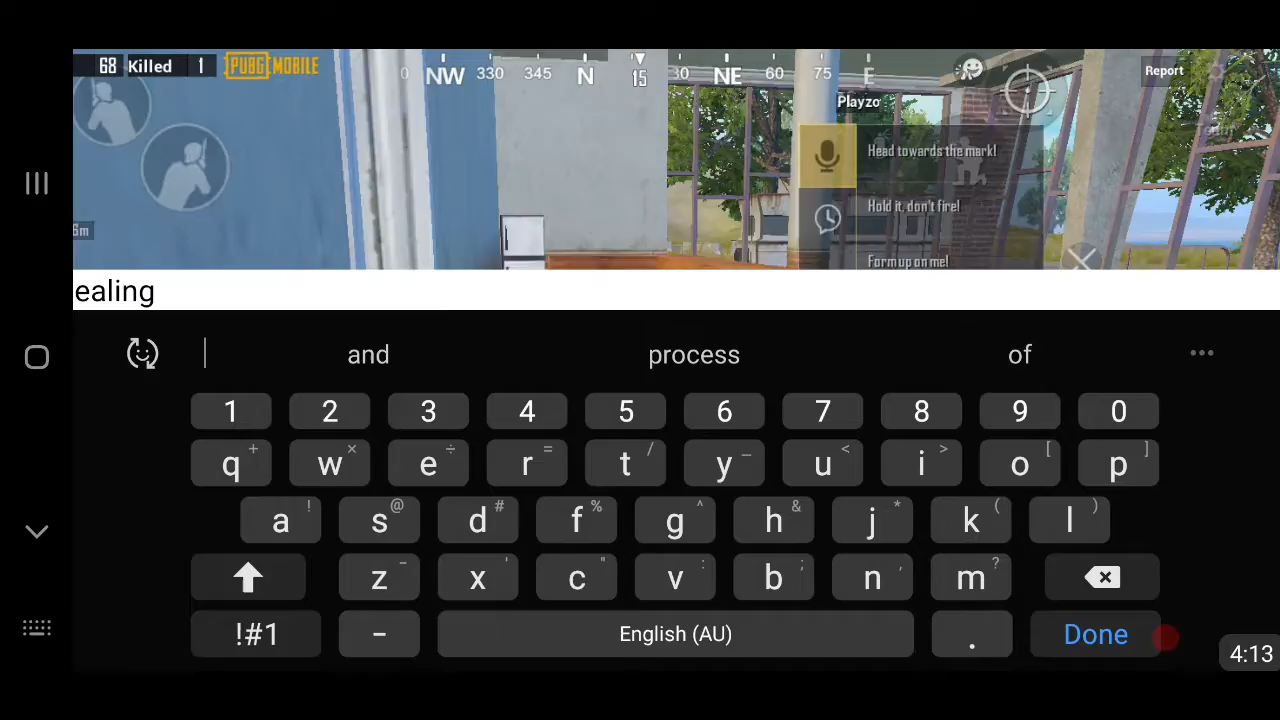 68 Killed 1 PUBG MOBILE
0 NW 330 345 N 15 30 NE 60 75 E
Report
Playzo
Head towards the mark!
Hold it, don't fire!
Form up on me!
6m
ealing
and process of ...
1 2 3 4 5 6 7 8 9 0
q + w × e ÷ r = t / y _ u < i > o [ p ]
a ! s @ d # f % g ^ h & j * k ( l )
z - x ' c " v : b ; n , m ?
!#1 - English (AU) . Done
4:13